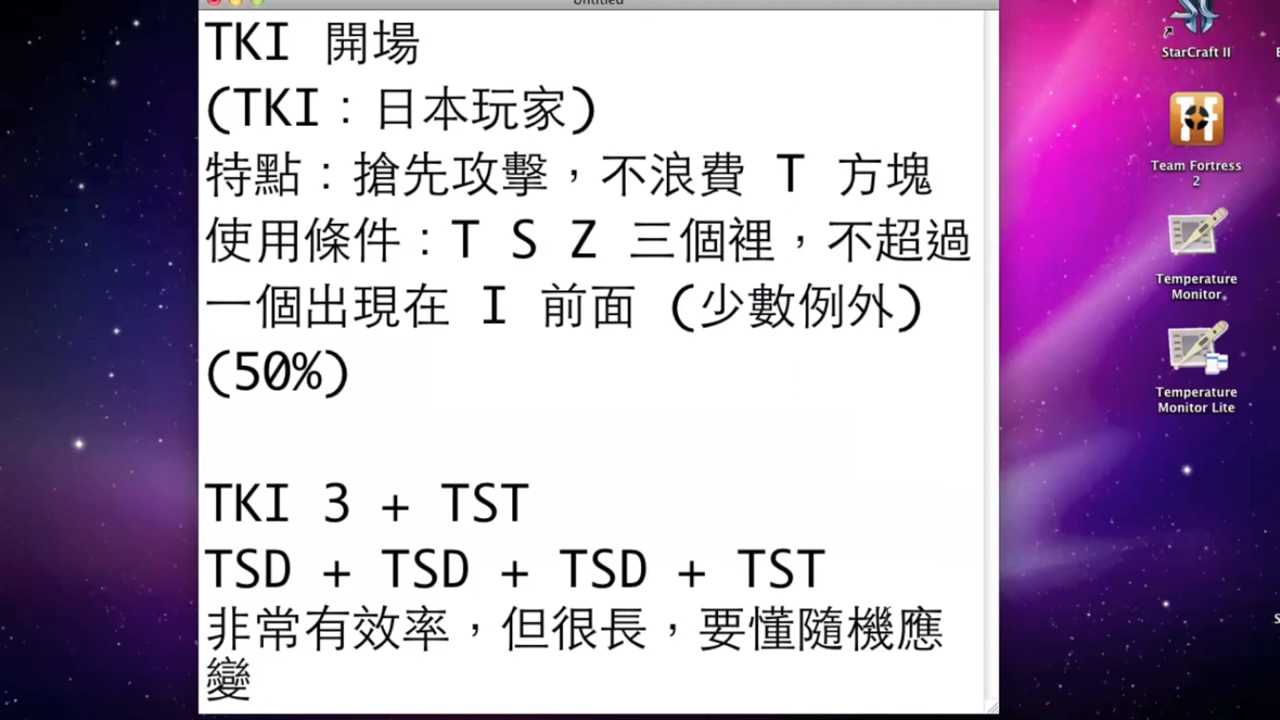 Untitled
TKI 開場
(TKI：日本玩家)
特點：搶先攻擊，不浪費 T 方塊
使用條件：T S Z 三個裡，不超過
一個出現在 I 前面 (少數例外)
(50%)
TKI 3 + TST
TSD + TSD + TSD + TST
非常有效率，但很長，要懂隨機應
變
StarCraft II
Team Fortress
2
Temperature
Monitor
Temperature
Monitor Lite